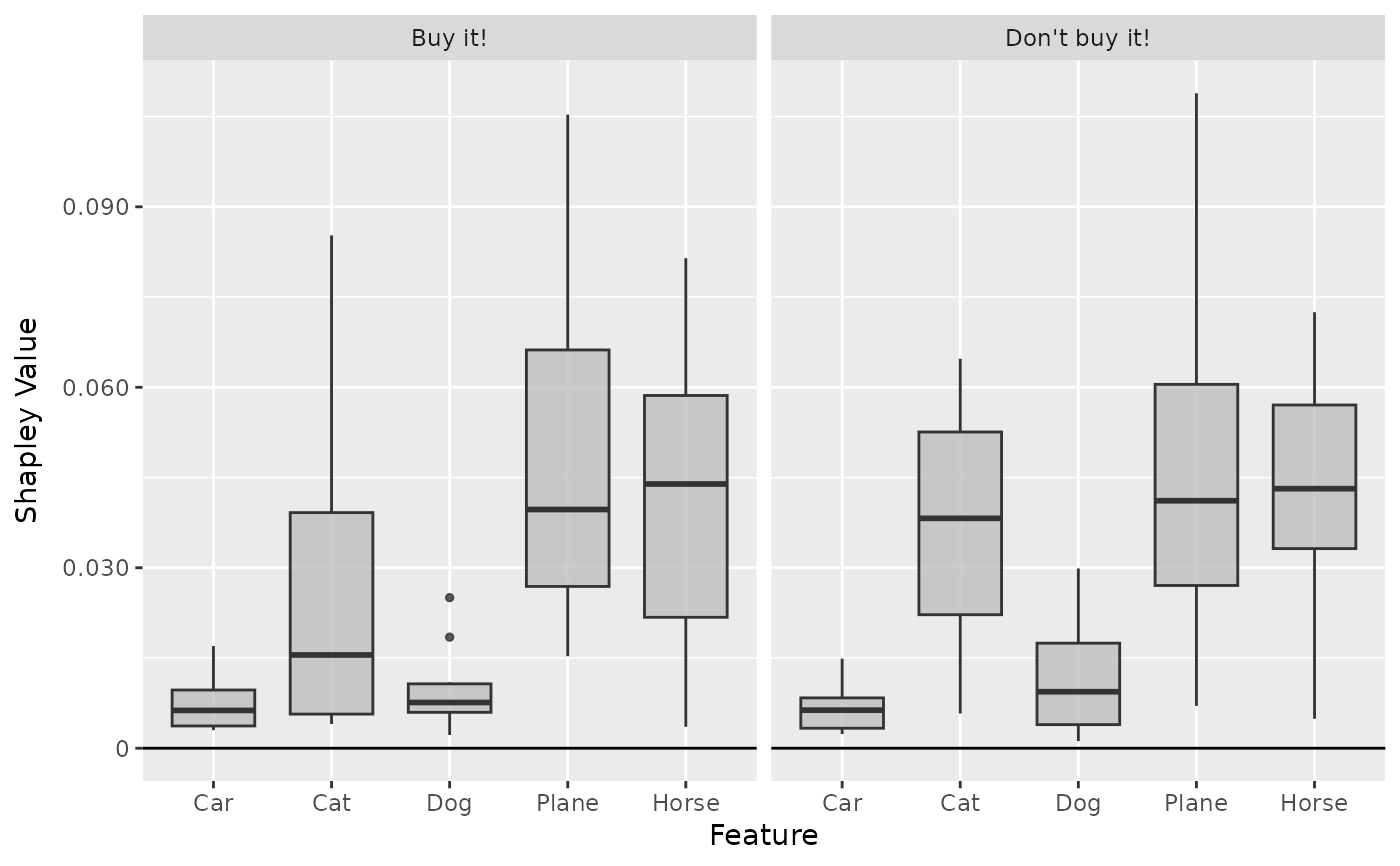 Buy it!
Don't buy it!
Shapley Value
0.090
0.060
0.030
0
Car Cat Dog Plane Horse
Car Cat Dog Plane Horse
Feature